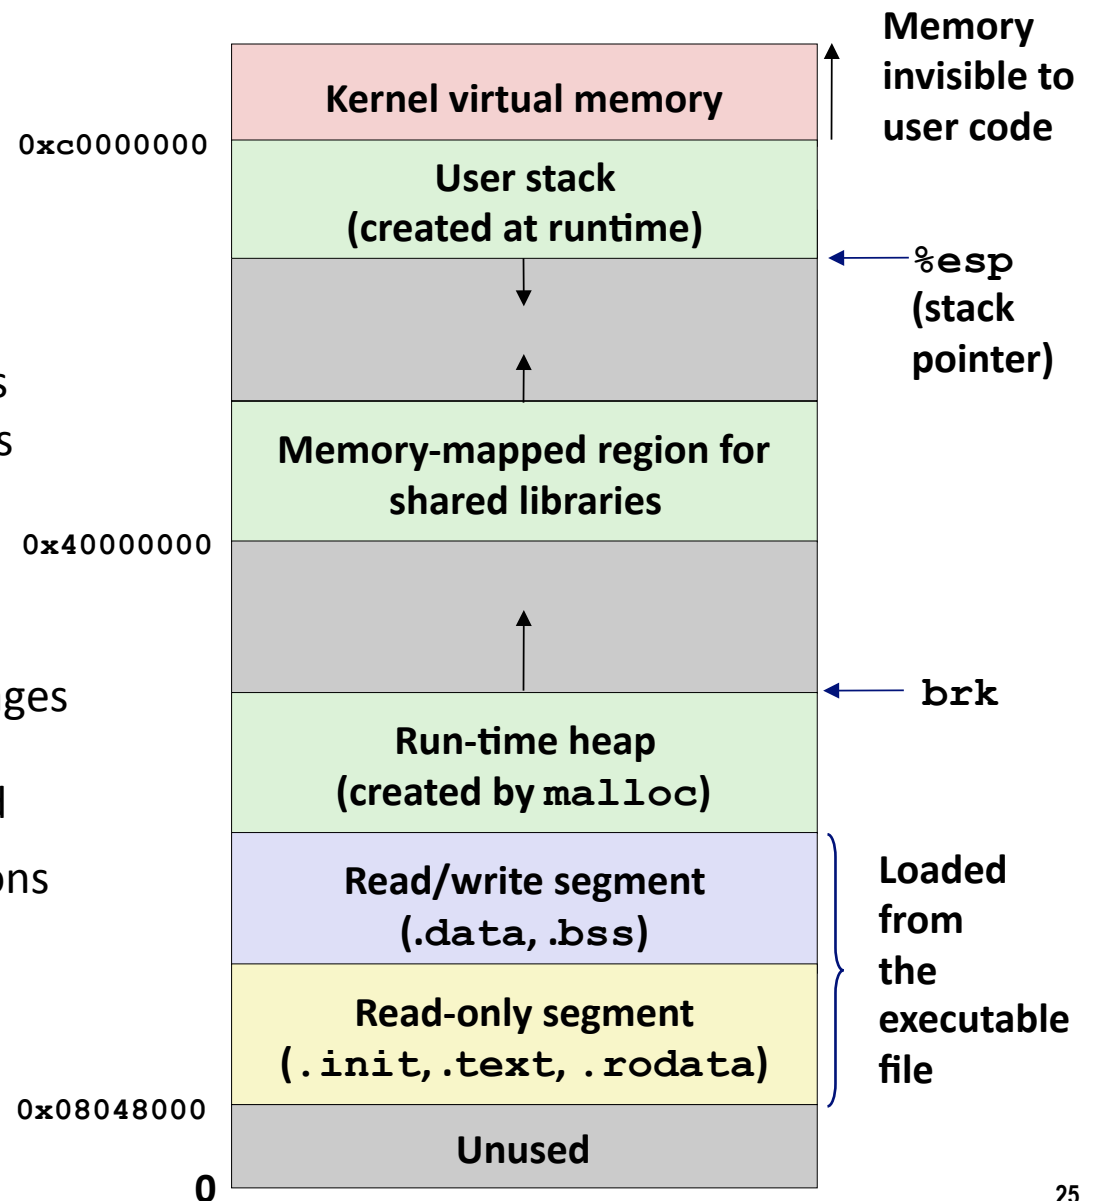 Memory
invisible to
user code
Kernel virtual memory
0xc0000000
User stack
(created at runtime)
%esp
(stack
pointer)
s
s
Memory-mapped region for
shared libraries
0x40000000
ges
brk
Run-time heap
(created by malloc)
d
ons
Read/write segment
(.data, .bss)
Loaded
from
the
executable
file
Read-only segment
(.init, .text, .rodata)
0x08048000
Unused
0
25